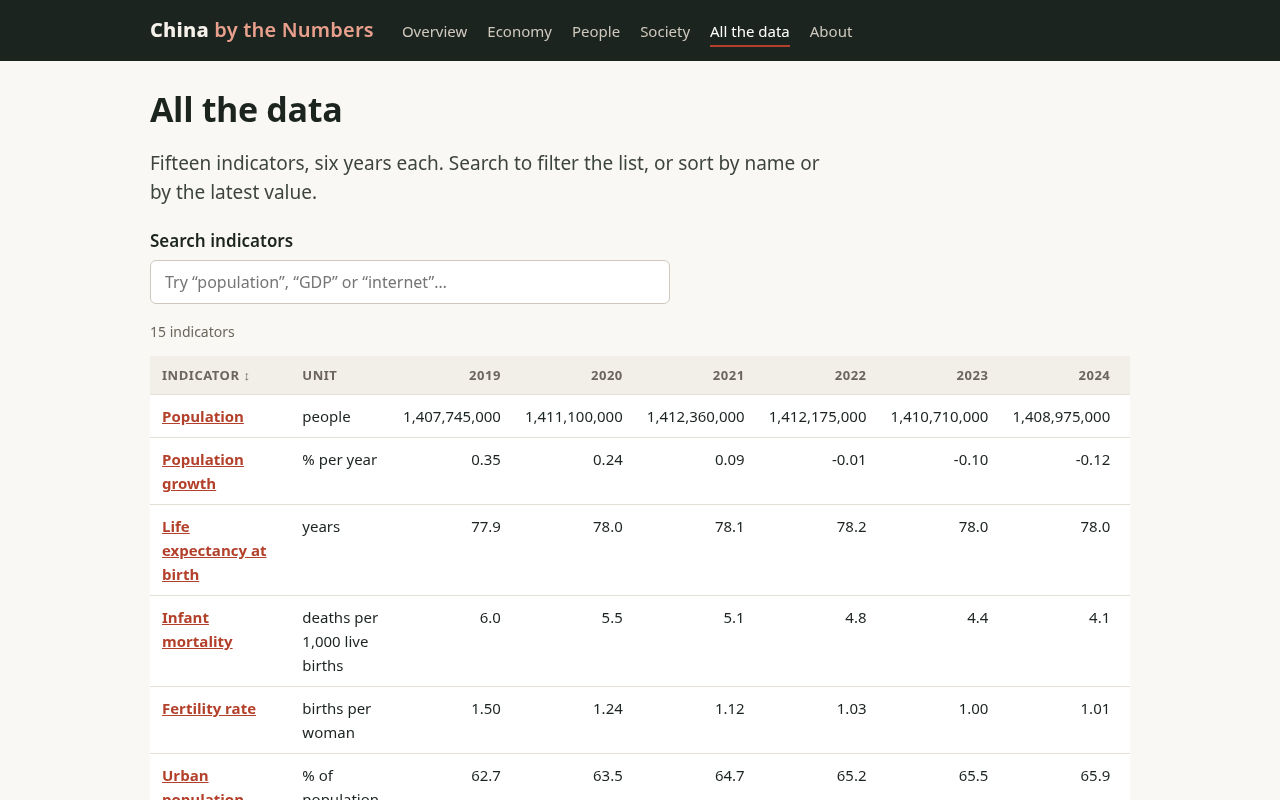 China by the Numbers Overview Economy People Society All the data About
All the data
Fifteen indicators, six years each. Search to filter the list, or sort by name or
by the latest value.
Search indicators
Try “population”, “GDP” or “internet”…
15 indicators
INDICATOR ↕ UNIT 2019 2020 2021 2022 2023 2024
Population people 1,407,745,000 1,411,100,000 1,412,360,000 1,412,175,000 1,410,710,000 1,408,975,000
Population % per year 0.35 0.24 0.09 -0.01 -0.10 -0.12
growth
Life years 77.9 78.0 78.1 78.2 78.0 78.0
expectancy at
birth
Infant deaths per 6.0 5.5 5.1 4.8 4.4 4.1
mortality 1,000 live
births
Fertility rate births per 1.50 1.24 1.12 1.03 1.00 1.01
woman
Urban % of 62.7 63.5 64.7 65.2 65.5 65.9
population population